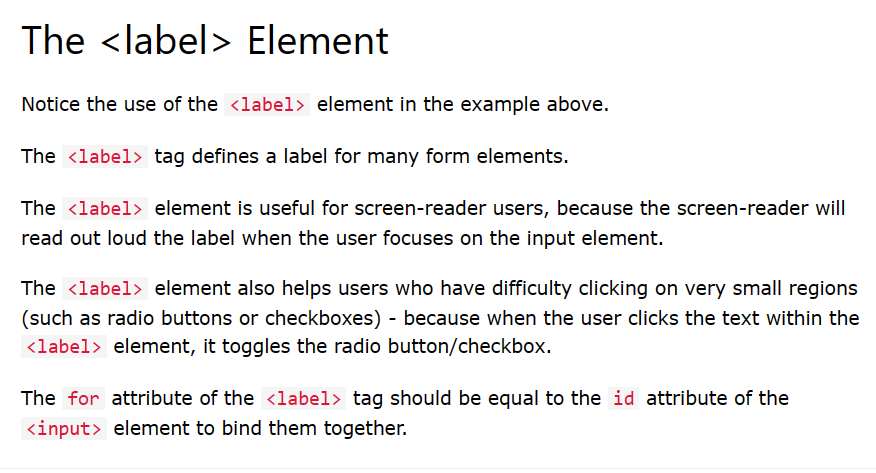 The <label> Element
Notice the use of the <label> element in the example above.
The <label> tag defines a label for many form elements.
The <label> element is useful for screen-reader users, because the screen-reader will
read out loud the label when the user focuses on the input element.
The <label> element also helps users who have difficulty clicking on very small regions
(such as radio buttons or checkboxes) - because when the user clicks the text within the
<label> element, it toggles the radio button/checkbox.
The for attribute of the <label> tag should be equal to the id attribute of the
<input> element to bind them together.